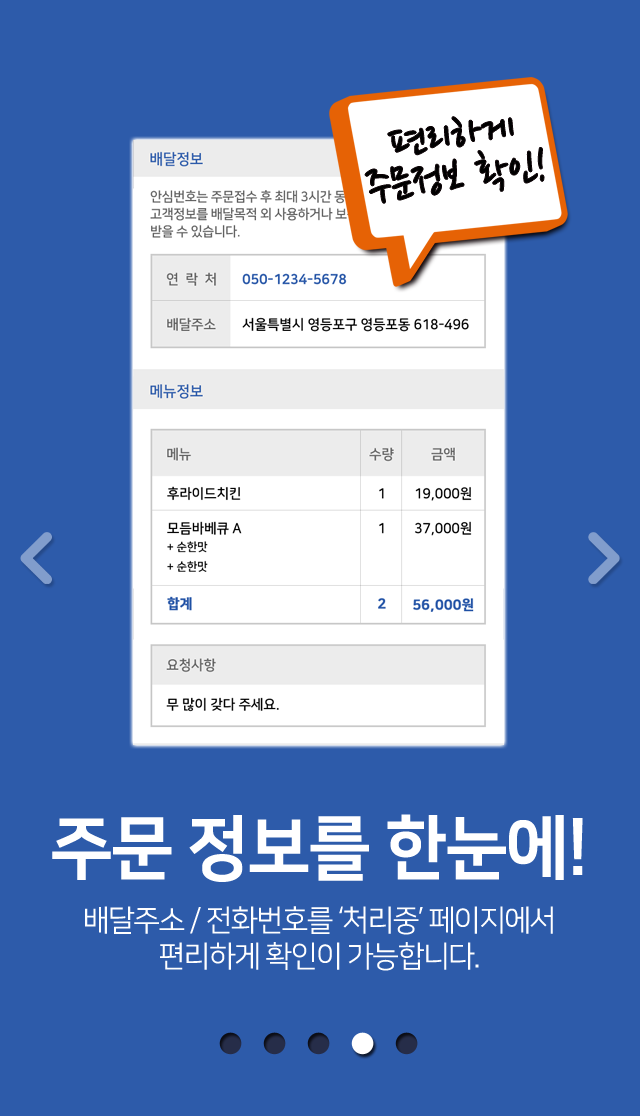 편리하게
주문정보 확인!
배달정보
안심번호는 주문접수 후 최대 3시간 동
고객정보를 배달목적 외 사용하거나 보
받을 수 있습니다.
연 락 처 050-1234-5678
배달주소 서울특별시 영등포구 영등포동 618-496
메뉴정보
메뉴 수량 금액
후라이드치킨 1 19,000원
모듬바베큐 A 1 37,000원
+ 순한맛
+ 순한맛
합계 2 56,000원
요청사항
무 많이 갖다 주세요.
주문 정보를 한눈에!
배달주소 / 전화번호를 ‘처리중’ 페이지에서
편리하게 확인이 가능합니다.